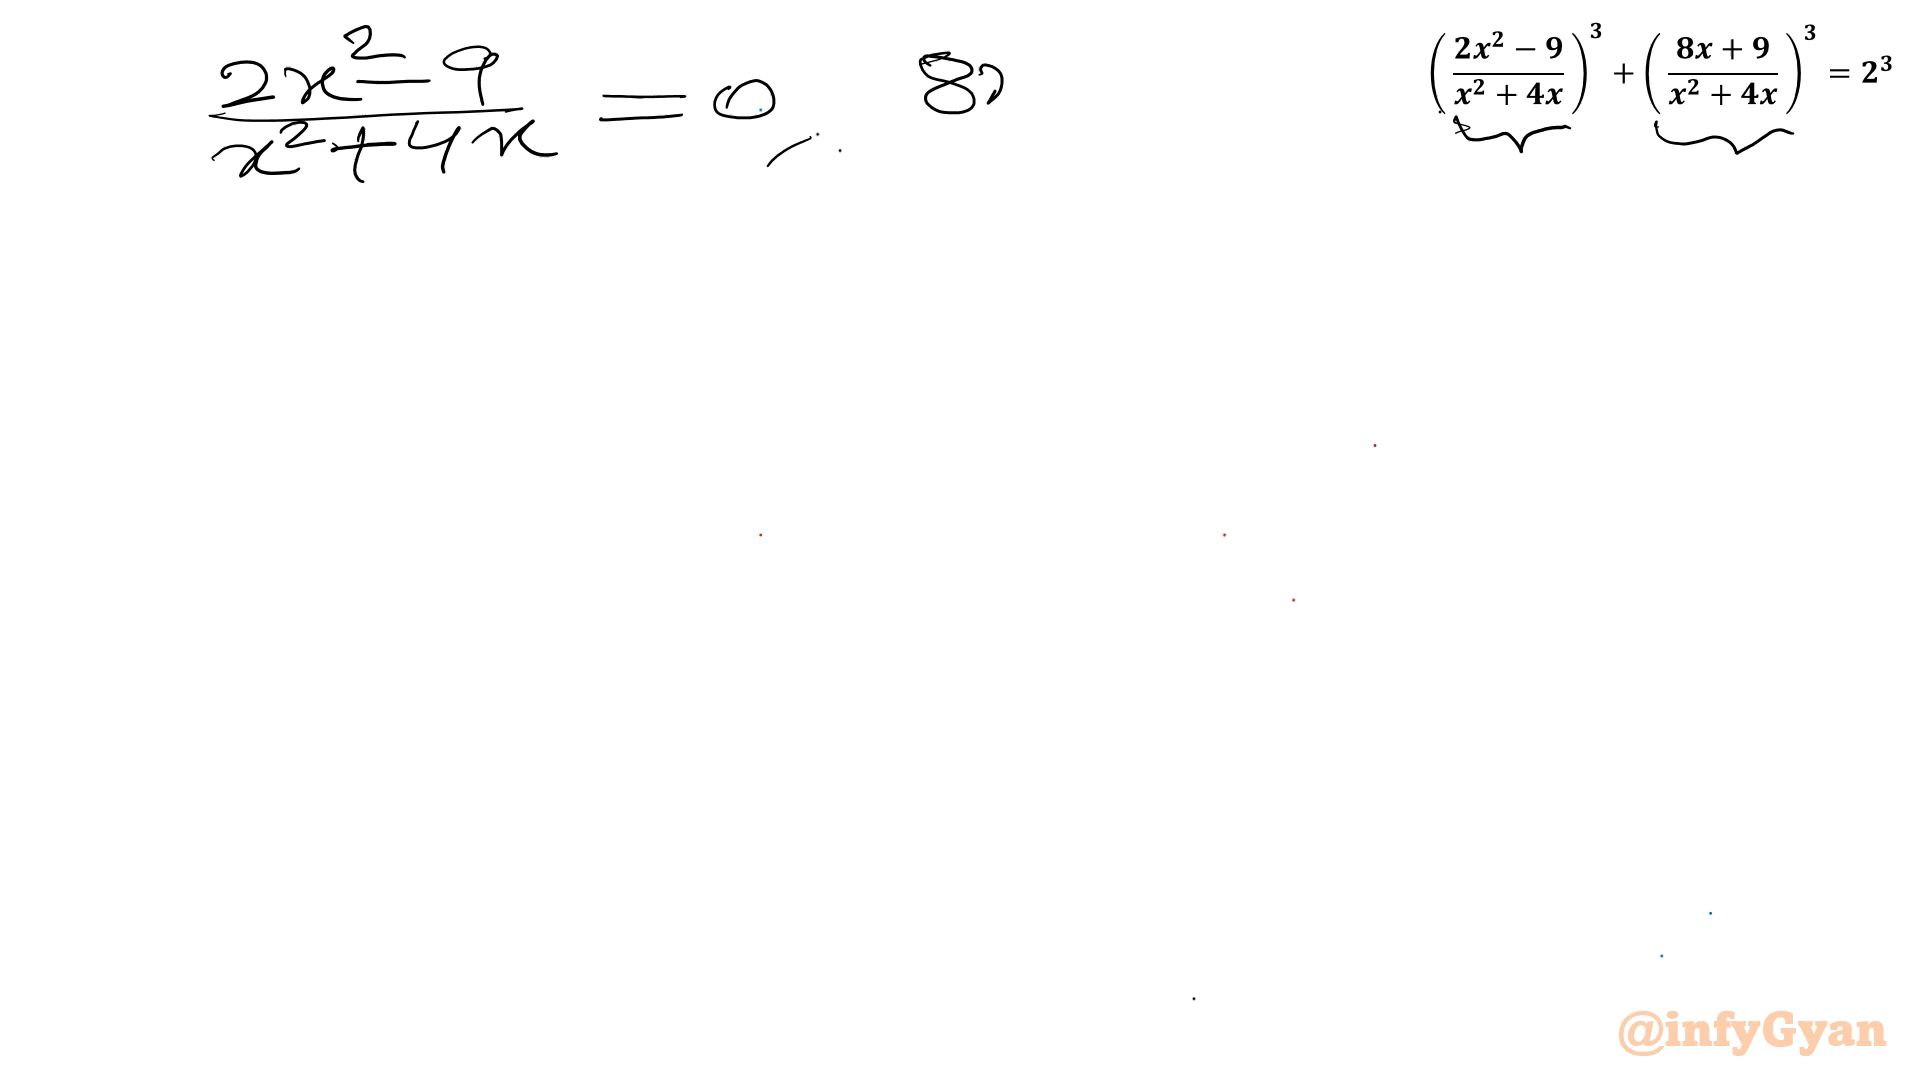 (2x² − 9)/(x² + 4x) = 0, 8
((2x² − 9)/(x² + 4x))³ + ((8x + 9)/(x² + 4x))³ = 2³
@infyGyan